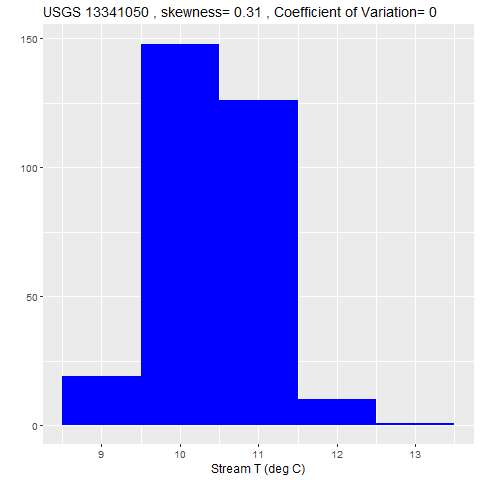 USGS 13341050 , skewness= 0.31 , Coefficient of Variation= 0
150
100
50
0
9 10 11 12 13
Stream T (deg C)